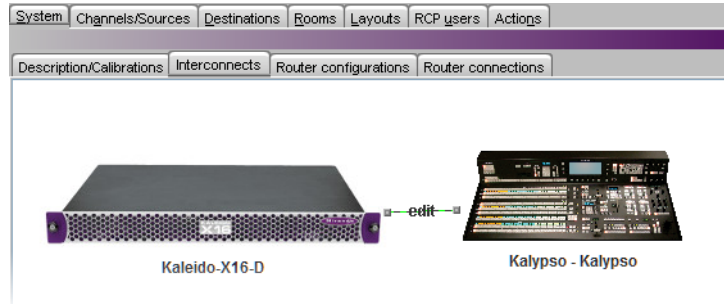 System Channels/Sources Destinations Rooms Layouts RCP users Actions
Description/Calibrations Interconnects Router configurations Router connections
X16
edit
Kaleido-X16-D
Kalypso - Kalypso